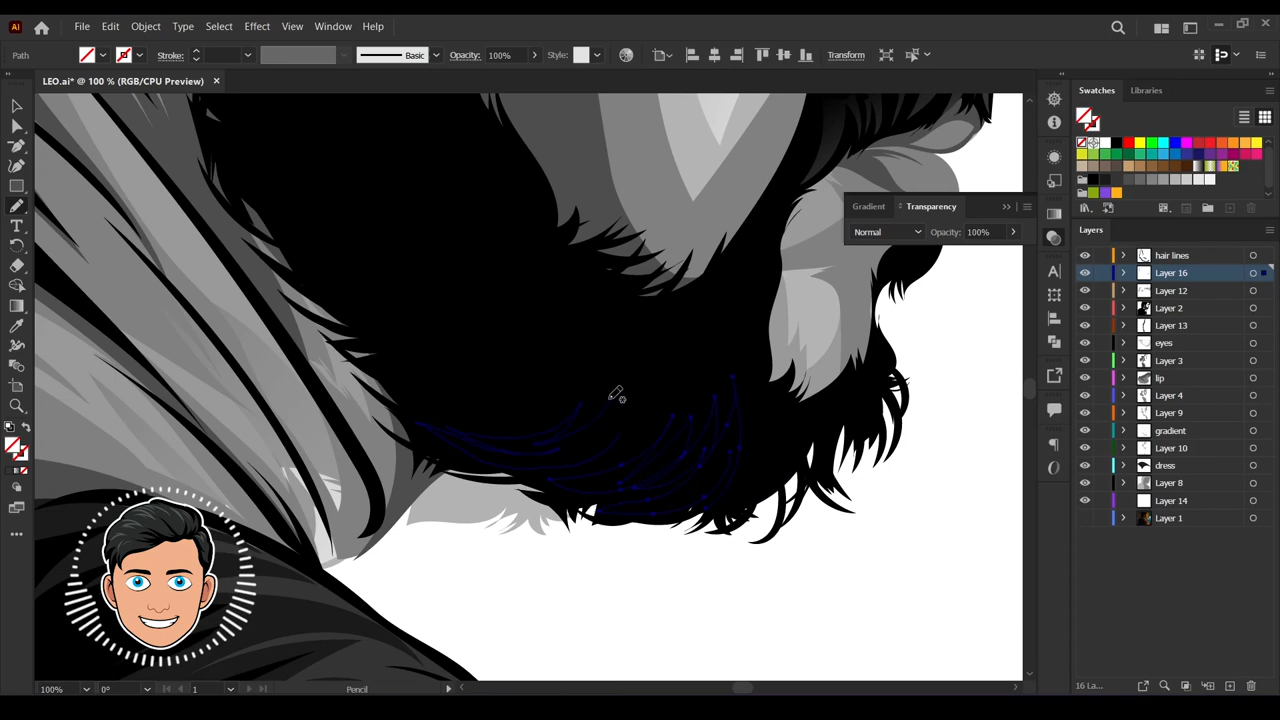 Ai File Edit Object Type Select Effect View Window Help
Path Stroke: Basic Opacity: 100% Style: Transform
LEO.ai* @ 100 % (RGB/CPU Preview)
Swatches Libraries
Gradient Transparency
Normal Opacity: 100%
Layers
hair lines
Layer 16
Layer 12
Layer 2
Layer 13
eyes
Layer 3
lip
Layer 4
Layer 9
gradient
Layer 10
dress
Layer 8
Layer 14
Layer 1
16 La...
100% 0° 1 Pencil